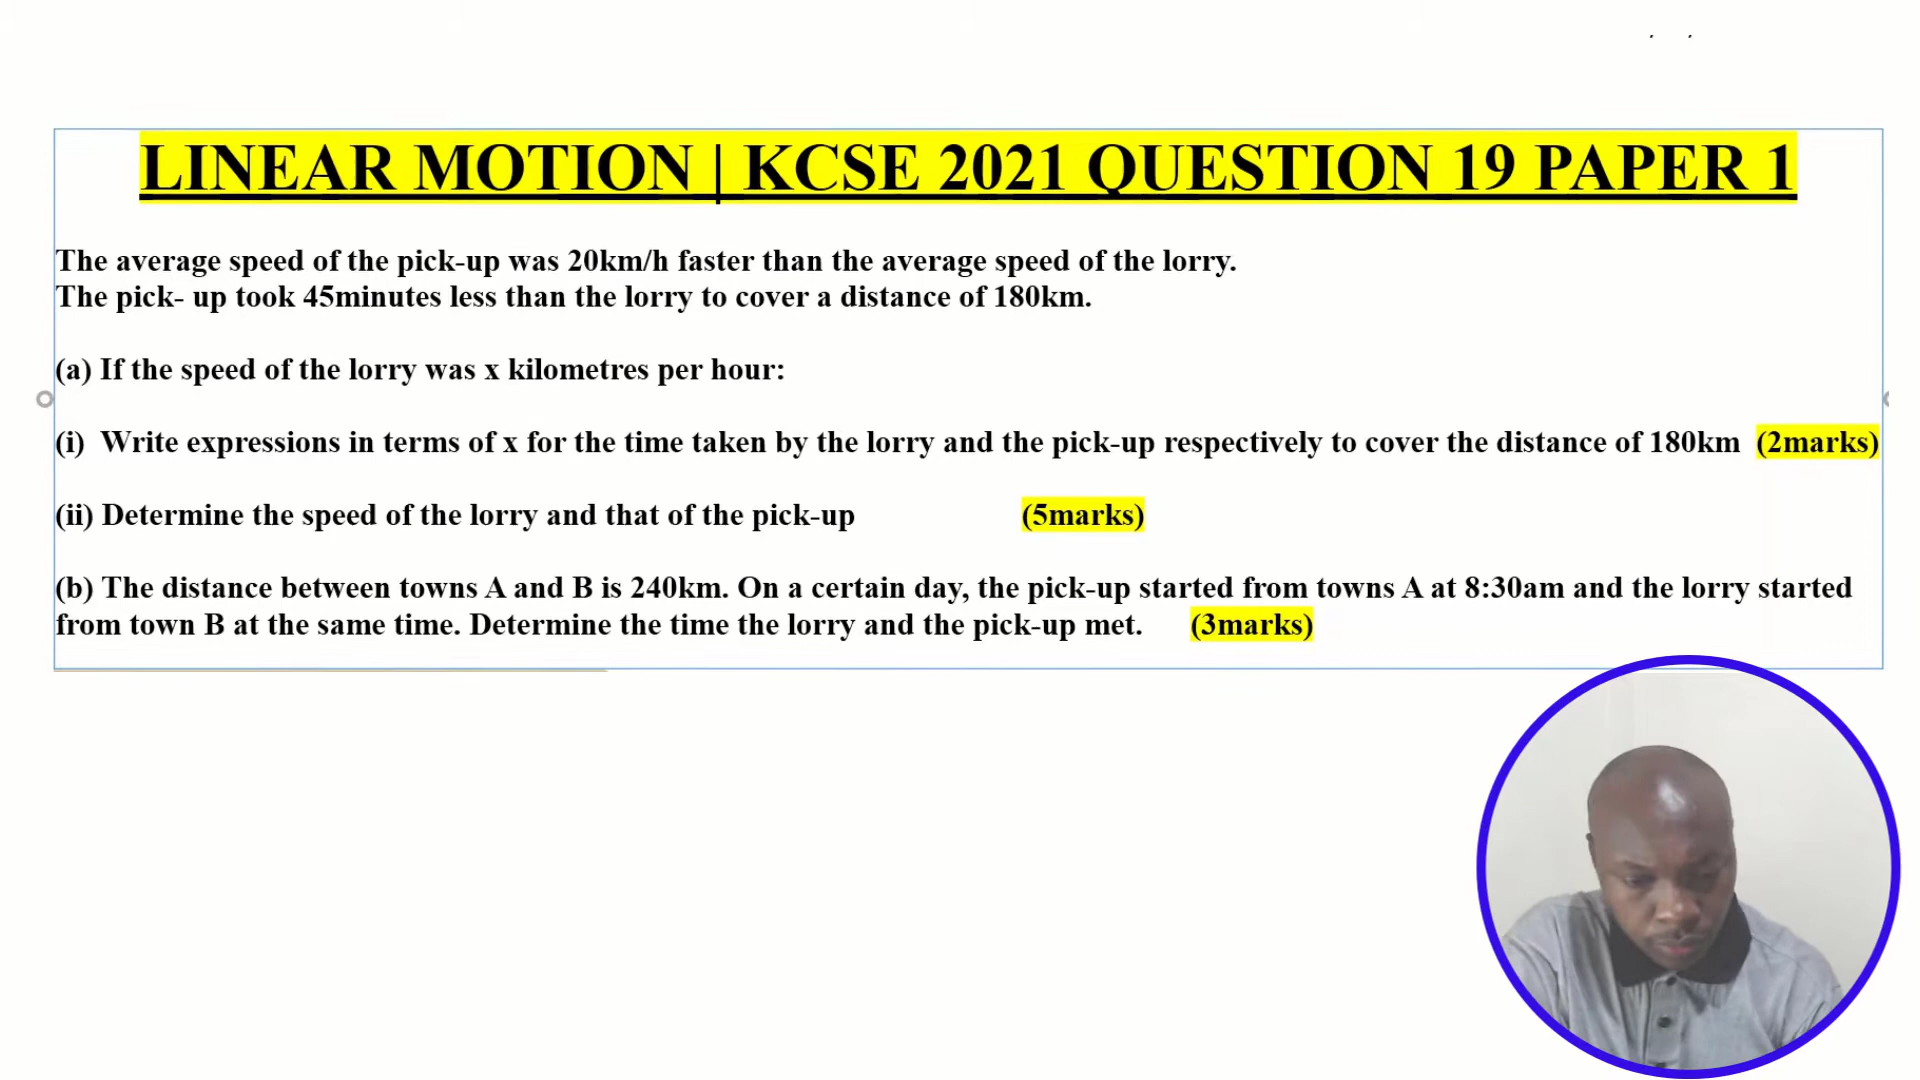 LINEAR MOTION | KCSE 2021 QUESTION 19 PAPER 1
The average speed of the pick-up was 20km/h faster than the average speed of the lorry.
The pick- up took 45minutes less than the lorry to cover a distance of 180km.
(a) If the speed of the lorry was x kilometres per hour:
(i) Write expressions in terms of x for the time taken by the lorry and the pick-up respectively to cover the distance of 180km (2marks)
(ii) Determine the speed of the lorry and that of the pick-up (5marks)
(b) The distance between towns A and B is 240km. On a certain day, the pick-up started from towns A at 8:30am and the lorry started
from town B at the same time. Determine the time the lorry and the pick-up met. (3marks)